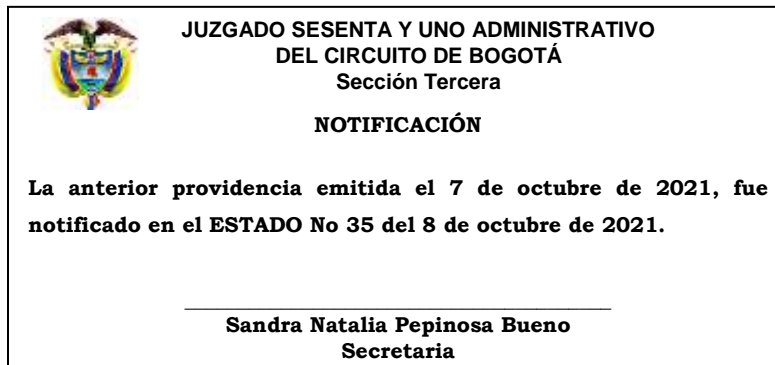 JUZGADO SESENTA Y UNO ADMINISTRATIVO
DEL CIRCUITO DE BOGOTÁ
Sección Tercera
NOTIFICACIÓN
La anterior providencia emitida el 7 de octubre de 2021, fue
notificado en el ESTADO No 35 del 8 de octubre de 2021.
Sandra Natalia Pepinosa Bueno
Secretaria